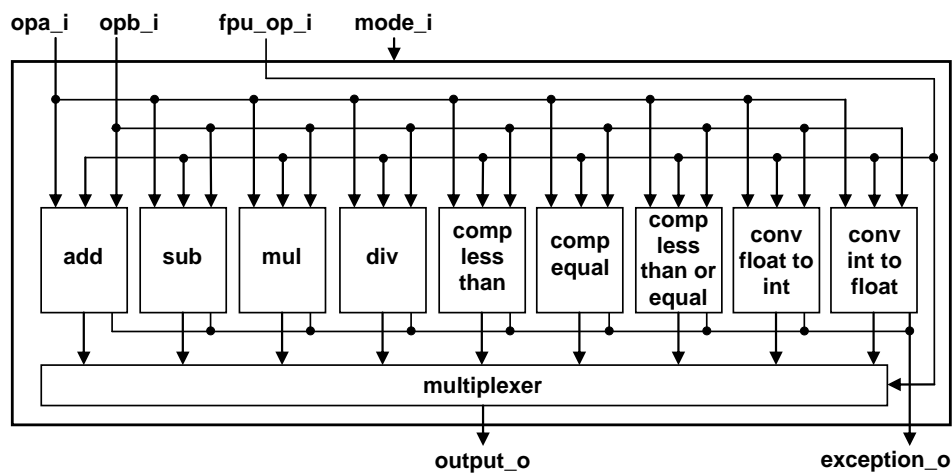 opa_i opb_i fpu_op_i mode_i
add
sub
mul
div
comp
less
than
comp
equal
comp
less
than or
equal
conv
float to
int
conv
int to
float
multiplexer
output_o
exception_o